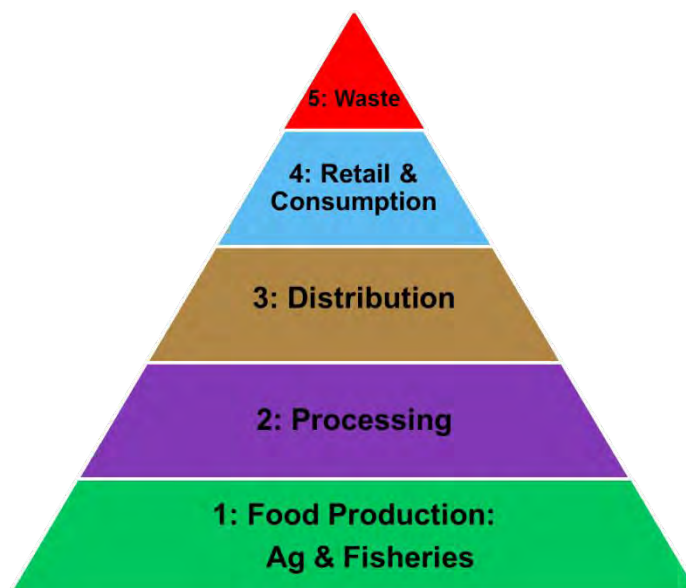 5: Waste
4: Retail &
Consumption
3: Distribution
2: Processing
1: Food Production:
Ag & Fisheries